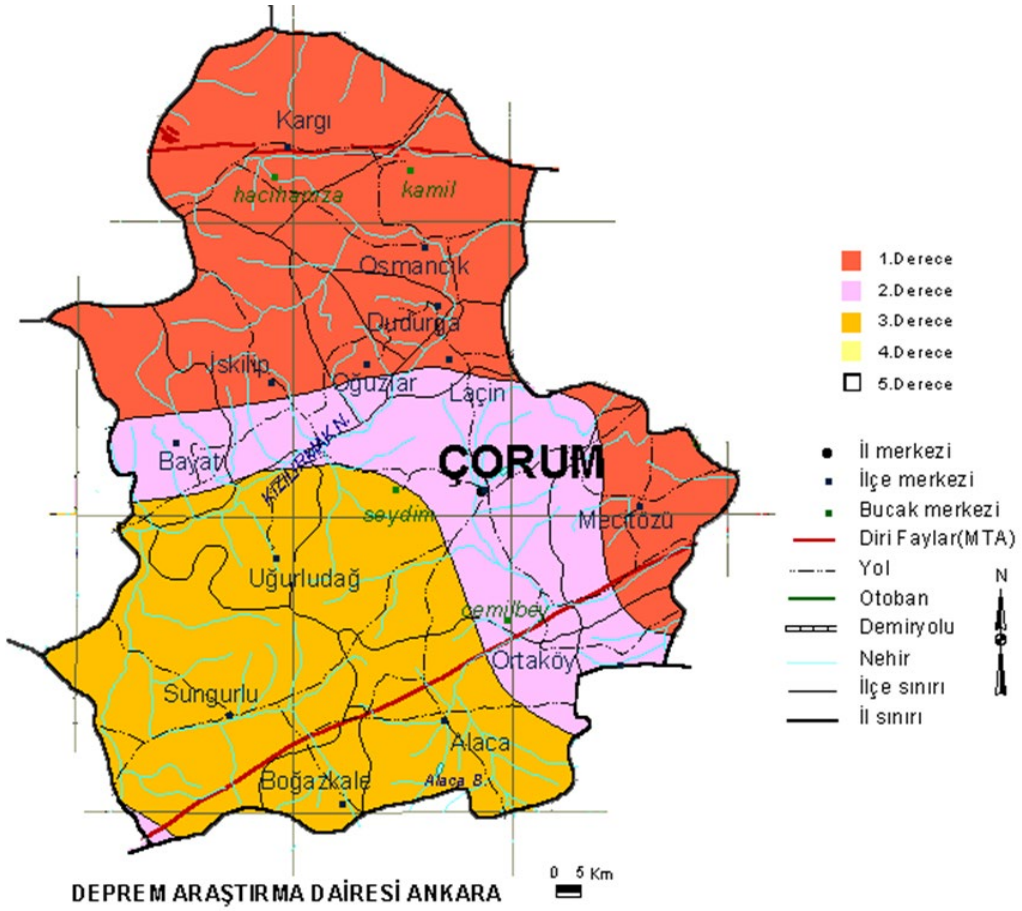 Kargı
hacıhamza
kamil
Osmancık
Dudurga
İskilip
Oğuzlar
Laçin
Bayat
KIZILIRMAK N.
ÇORUM
seydim
Mecitözü
Uğurludağ
cemilbey
Ortaköy
Sungurlu
Alaca
Boğazkale
Alaca B.
1.Derece
2.Derece
3.Derece
4.Derece
5.Derece
İl merkezi
İlçe merkezi
Bucak merkezi
Diri Faylar(MTA)
Yol
Otoban
Demiryolu
Nehir
İlçe sınırı
İl sınırı
N
0 5 Km
DEPREM ARAŞTIRMA DAİRESİ ANKARA